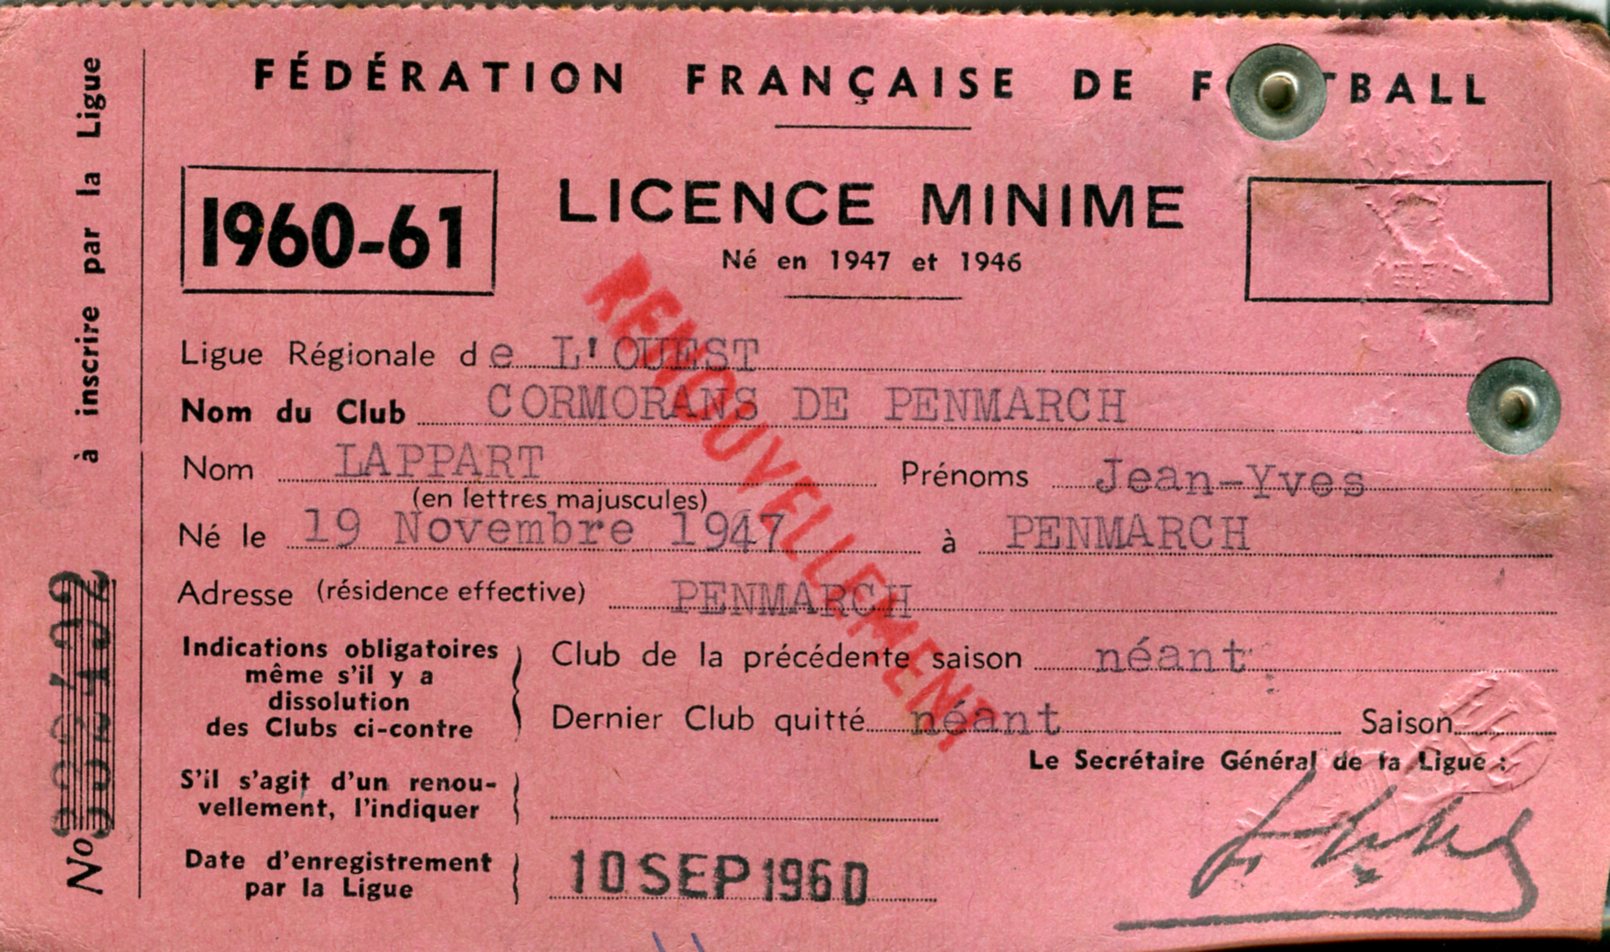 FÉDÉRATION FRANÇAISE DE FOOTBALL
1960-61
LICENCE MINIME
Né en 1947 et 1946
Ligue Régionale de L'OUEST
Nom du Club CORMORANS DE PENMARCH
Nom LAPPART Prénoms Jean-Yves
(en lettres majuscules)
Né le 19 Novembre 1947 à PENMARCH
Adresse (résidence effective) PENMARCH
Indications obligatoires
même s'il y a
dissolution
des Clubs ci-contre
Club de la précédente saison néant
Dernier Club quitté néant Saison
Le Secrétaire Général de la Ligue :
S'il s'agit d'un renou-
vellement, l'indiquer
Date d'enregistrement
par la Ligue
10 SEP 1960
RENOUVELLEMENT
à inscrire par la Ligue
No